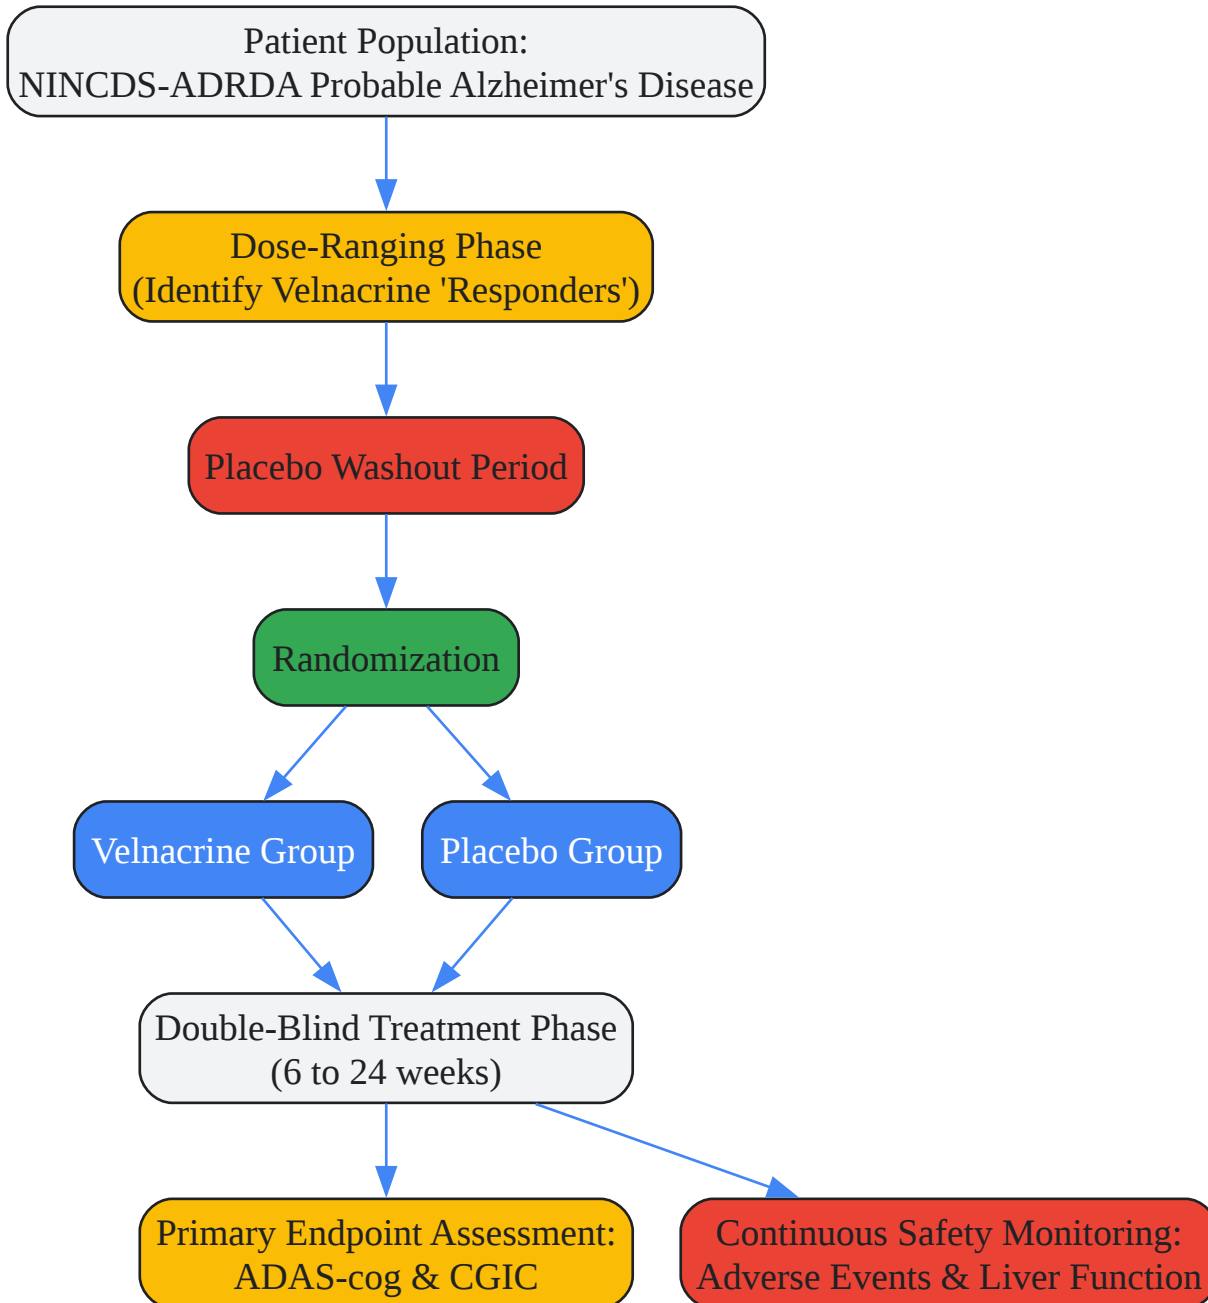 Patient Population:
NINCDS-ADRDA Probable Alzheimer's Disease
Dose-Ranging Phase
(Identify Velnacrine 'Responders')
Placebo Washout Period
Randomization
Velnacrine Group
Placebo Group
Double-Blind Treatment Phase
(6 to 24 weeks)
Primary Endpoint Assessment:
ADAS-cog & CGIC
Continuous Safety Monitoring:
Adverse Events & Liver Function